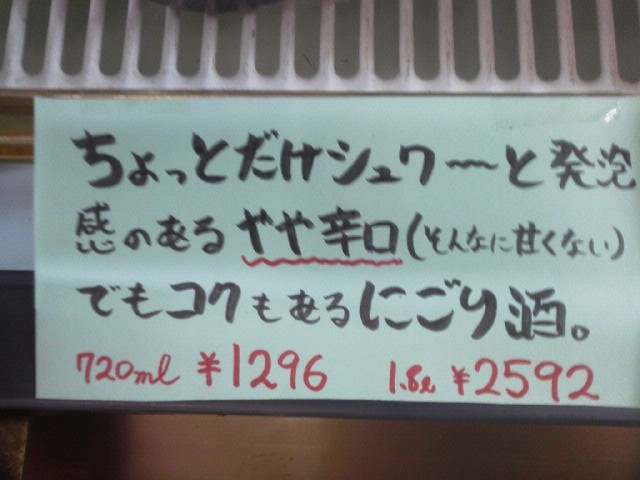 ちょっとだけシュワ〜と発泡
感のあるやや辛口(そんなに甘くない)
でもコクもあるにごり酒。
720ml ¥1296 1.8ℓ ¥2592